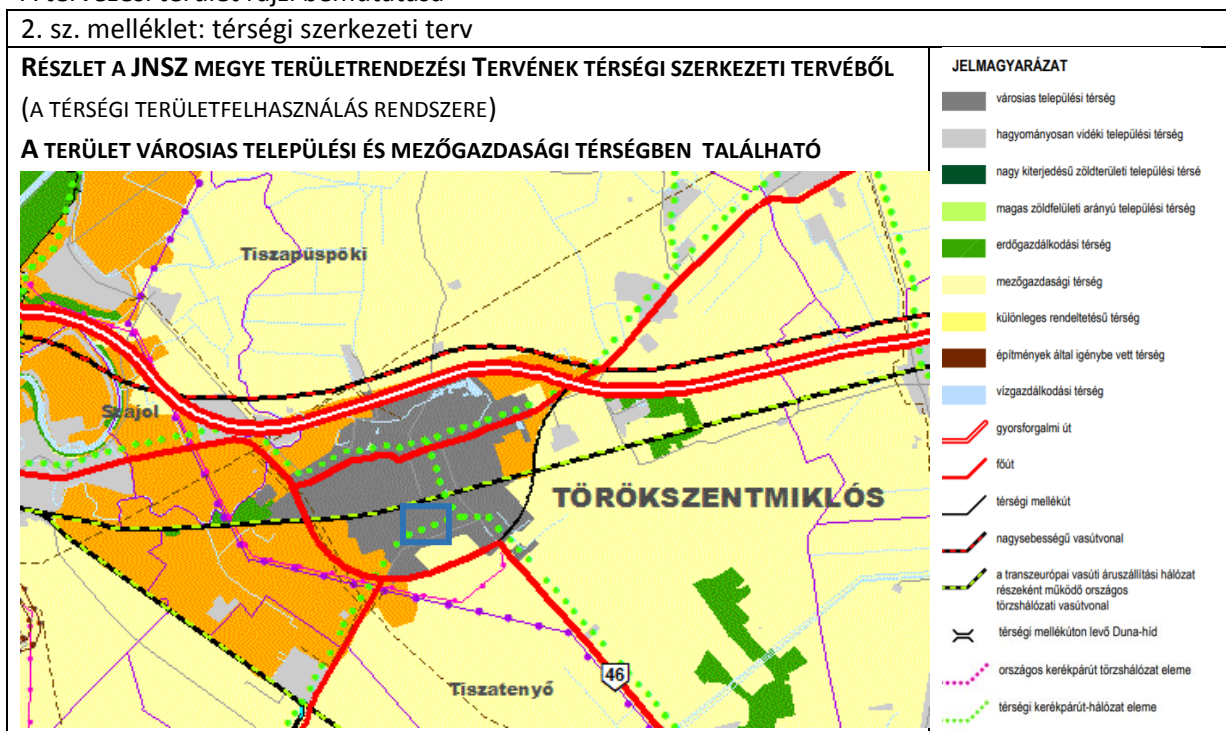 2. sz. melléklet: térségi szerkezeti terv
RÉSZLET A JNSZ MEGYE TERÜLETRENDEZÉSI TERVÉNEK TÉRSÉGI SZERKEZETI TERVÉBŐL
(A TÉRSÉGI TERÜLETFELHASZNÁLÁS RENDSZERE)
A TERÜLET VÁROSIAS TELEPÜLÉSI ÉS MEZŐGAZDASÁGI TÉRSÉGBEN TALÁLHATÓ
Tiszapüspöki
Szajol
TÖRÖKSZENTMIKLÓS
46
Tiszatenyő
JELMAGYARÁZAT
városias települési térség
hagyományosan vidéki települési térség
nagy kiterjedésű zöldterületi települési térsé
magas zöldfelületi arányú települési térség
erdőgazdálkodási térség
mezőgazdasági térség
különleges rendeltetésű térség
építmények által igénybe vett térség
vízgazdálkodási térség
gyorsforgalmi út
főút
térségi mellékút
nagysebességű vasútvonal
a transzeurópai vasúti áruszállítási hálózat
részeként működő országos
törzshálózati vasútvonal
térségi mellékúton levő Duna-híd
országos kerékpárút törzshálózat eleme
térségi kerékpárút-hálózat eleme